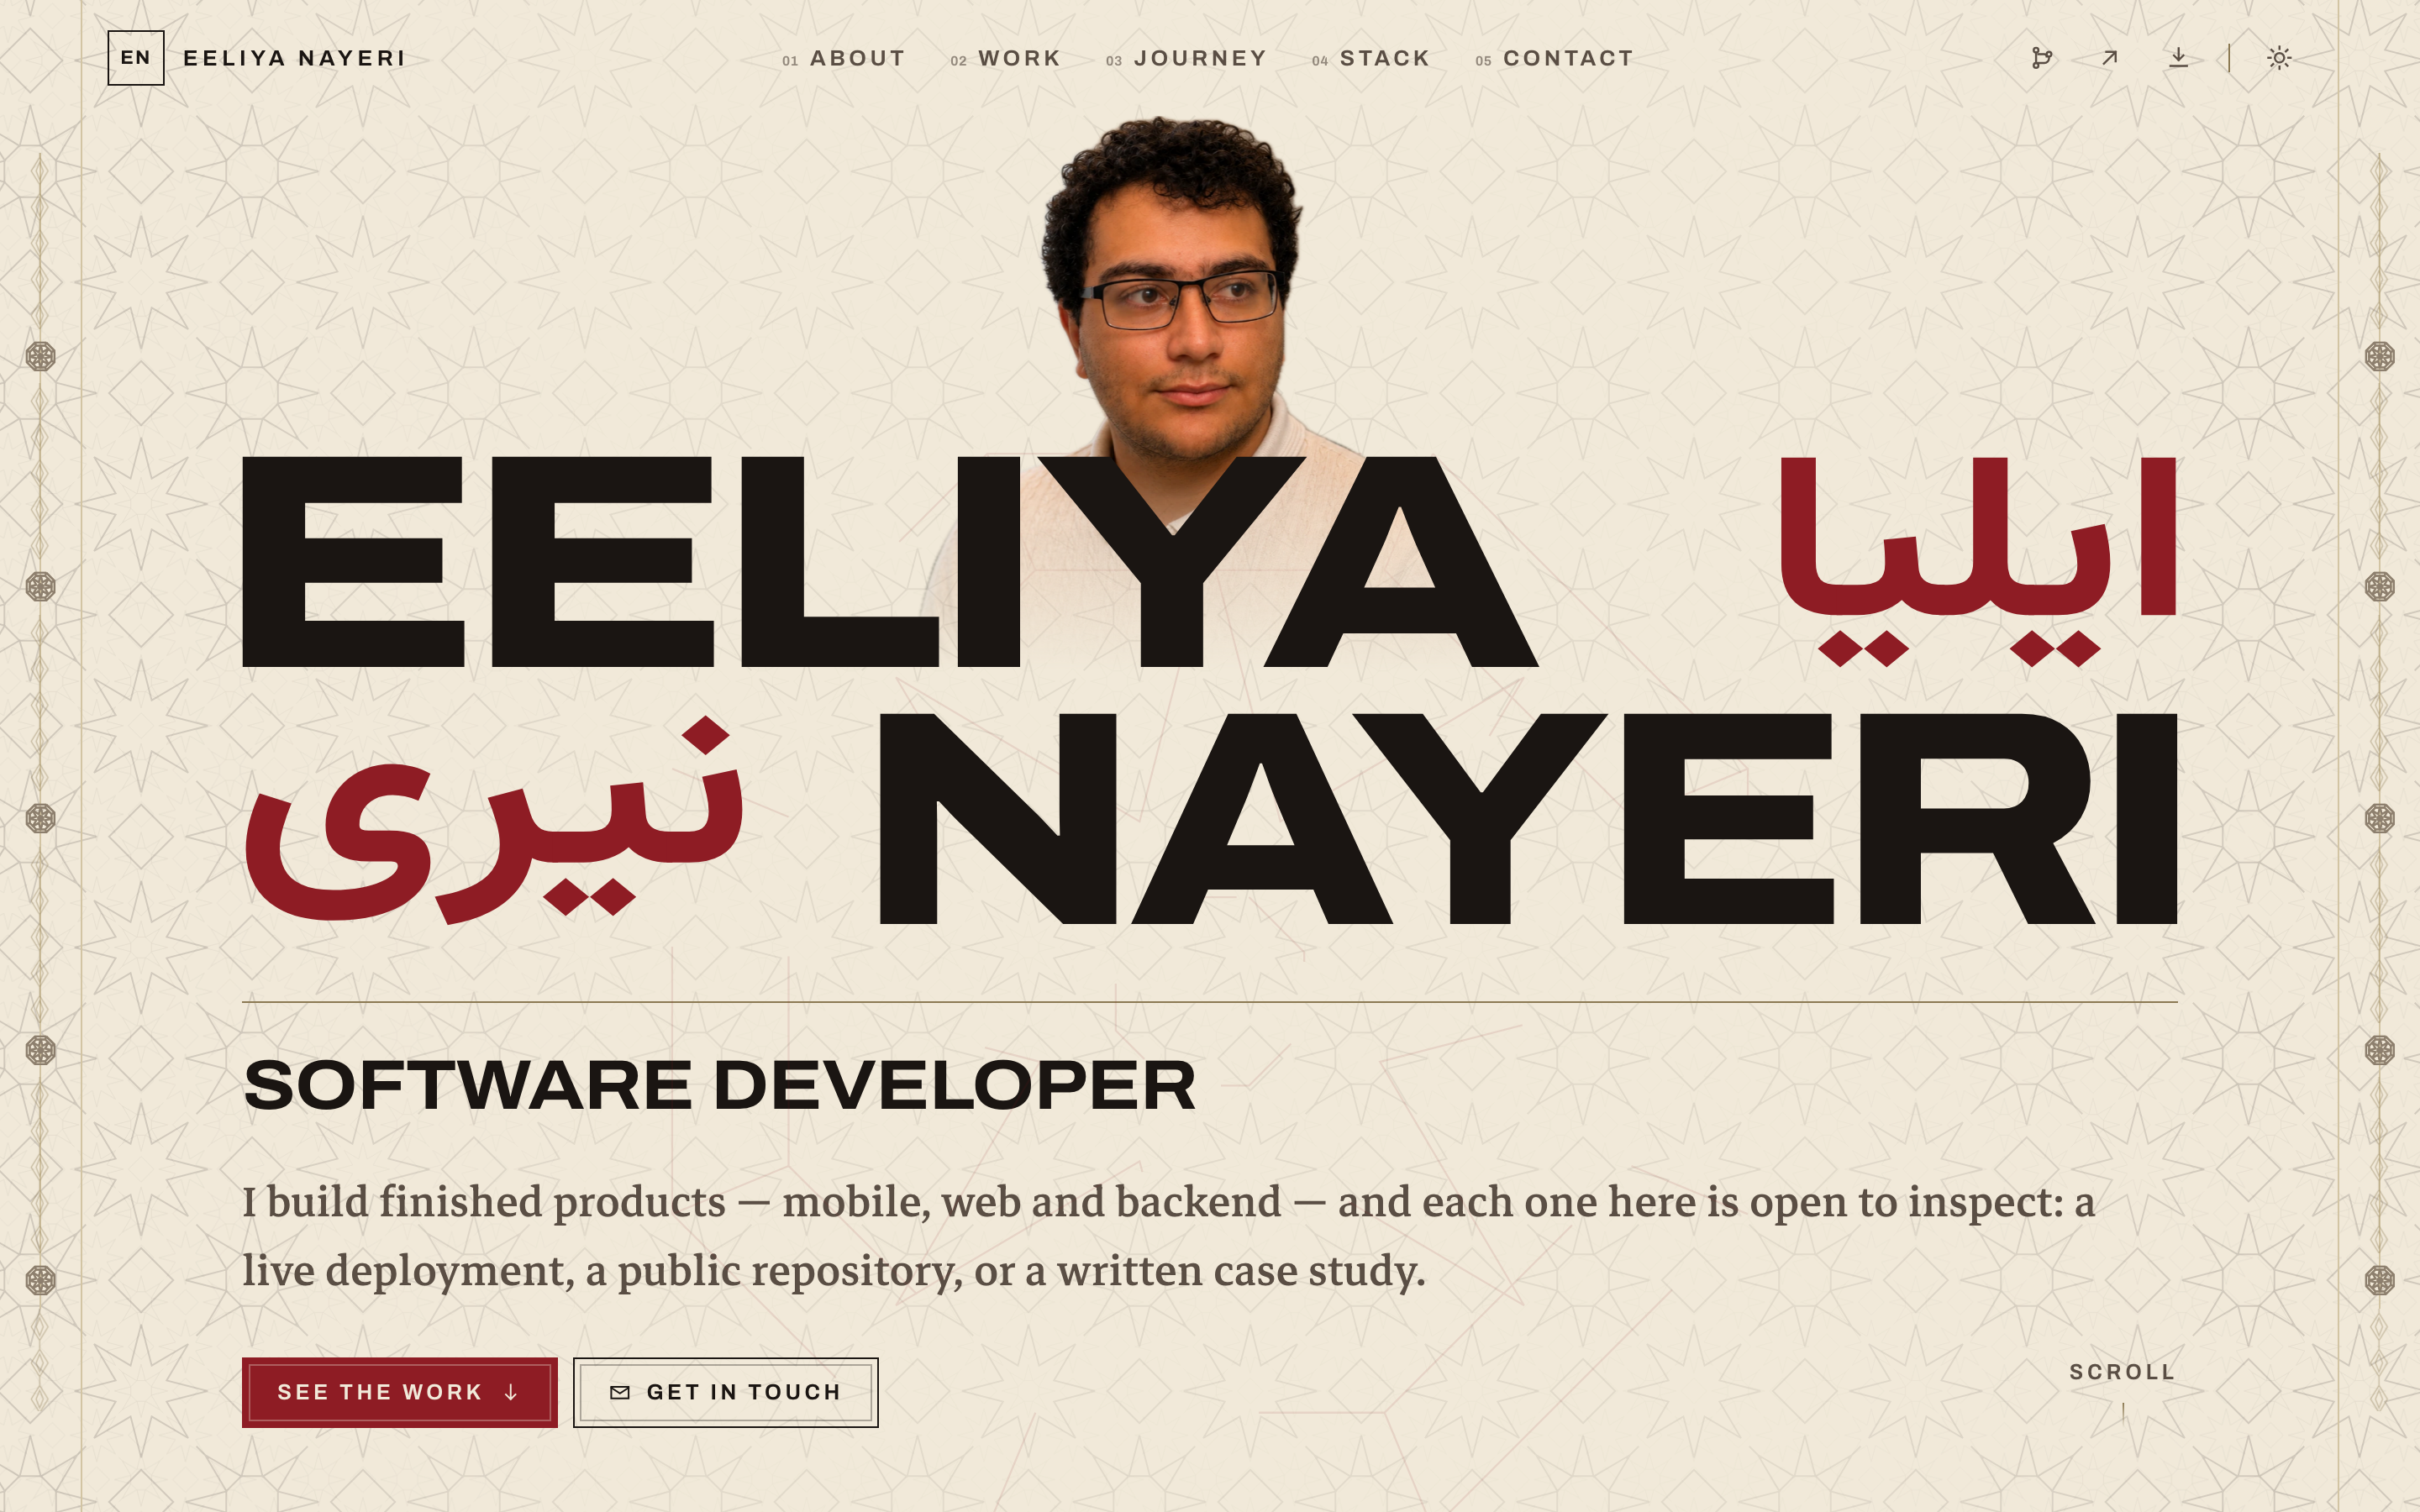 EN EELIYA NAYERI
01 ABOUT 02 WORK 03 JOURNEY 04 STACK 05 CONTACT
EELIYA ایلیا
نیری NAYERI
SOFTWARE DEVELOPER
I build finished products — mobile, web and backend — and each one here is open to inspect: a
live deployment, a public repository, or a written case study.
SEE THE WORK
GET IN TOUCH
SCROLL